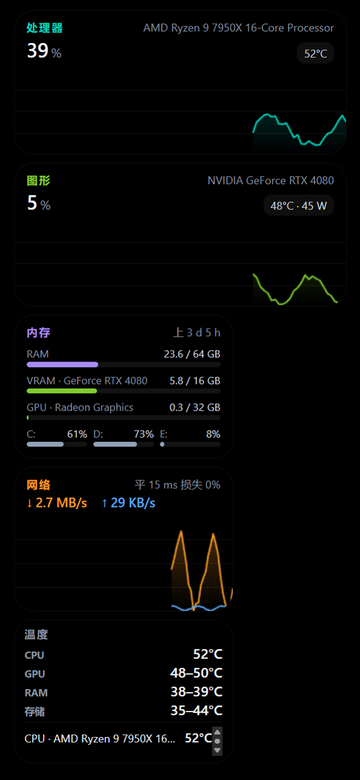 处理器 AMD Ryzen 9 7950X 16-Core Processor
39 % 52°C
图形 NVIDIA GeForce RTX 4080
5 % 48°C · 45 W
内存 上 3 d 5 h
RAM 23.6 / 64 GB
VRAM · GeForce RTX 4080 5.8 / 16 GB
GPU · Radeon Graphics 0.3 / 32 GB
C: 61% D: 73% E: 8%
网络 平 15 ms 损失 0%
↓ 2.7 MB/s ↑ 29 KB/s
温度
CPU 52°C
GPU 48–50°C
RAM 38–39°C
存储 35–44°C
CPU · AMD Ryzen 9 7950X 16... 52°C